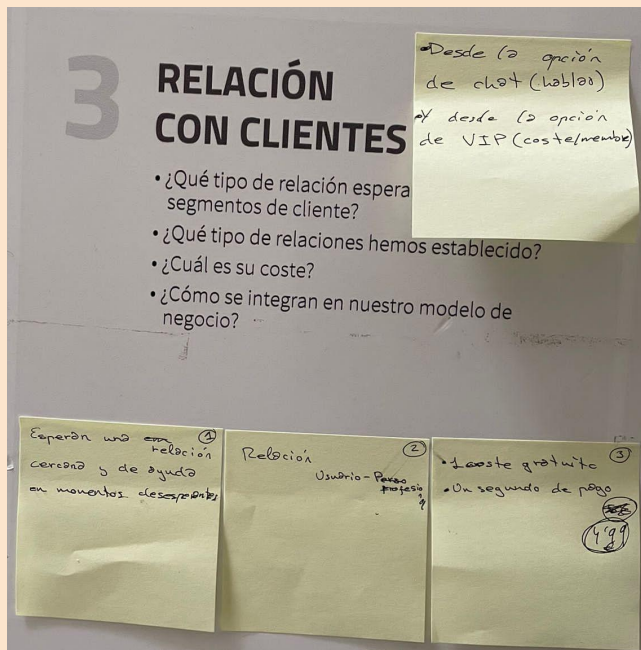 3
RELACIÓN
CON CLIENTES
• ¿Qué tipo de relación espera
segmentos de cliente?
• ¿Qué tipo de relaciones hemos establecido?
• ¿Cuál es su coste?
• ¿Cómo se integran en nuestro modelo de
negocio?
•Desde la opción
de chat (hablas)
y desde la opción
de VIP (coste/membre)
①
Esperan una relación
cercana y de ayuda
en momentos desesperantes
②
Relación
Usuario-
③
• 1 coste gratuito
• Un segundo de pago
4'99
€